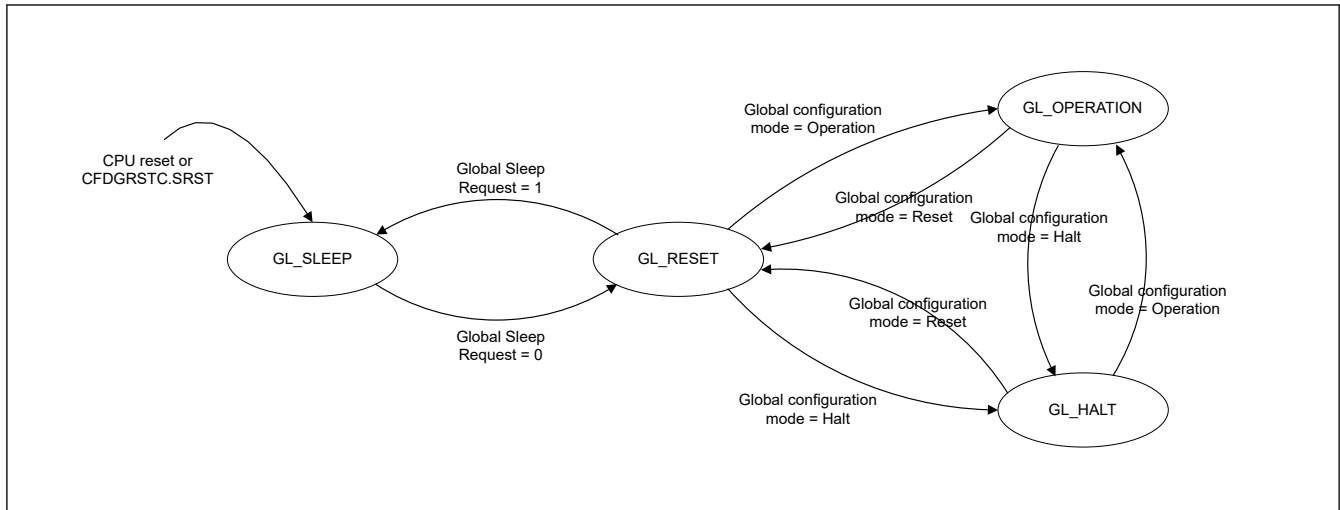 CPU reset or
CFDGRSTC.SRST
GL_SLEEP
Global Sleep
Request = 1
Global Sleep
Request = 0
GL_RESET
Global configuration
mode = Operation
Global configuration
mode = Reset
Global configuration
mode = Halt
GL_OPERATION
Global configuration
mode = Operation
Global configuration
mode = Reset
Global configuration
mode = Halt
GL_HALT